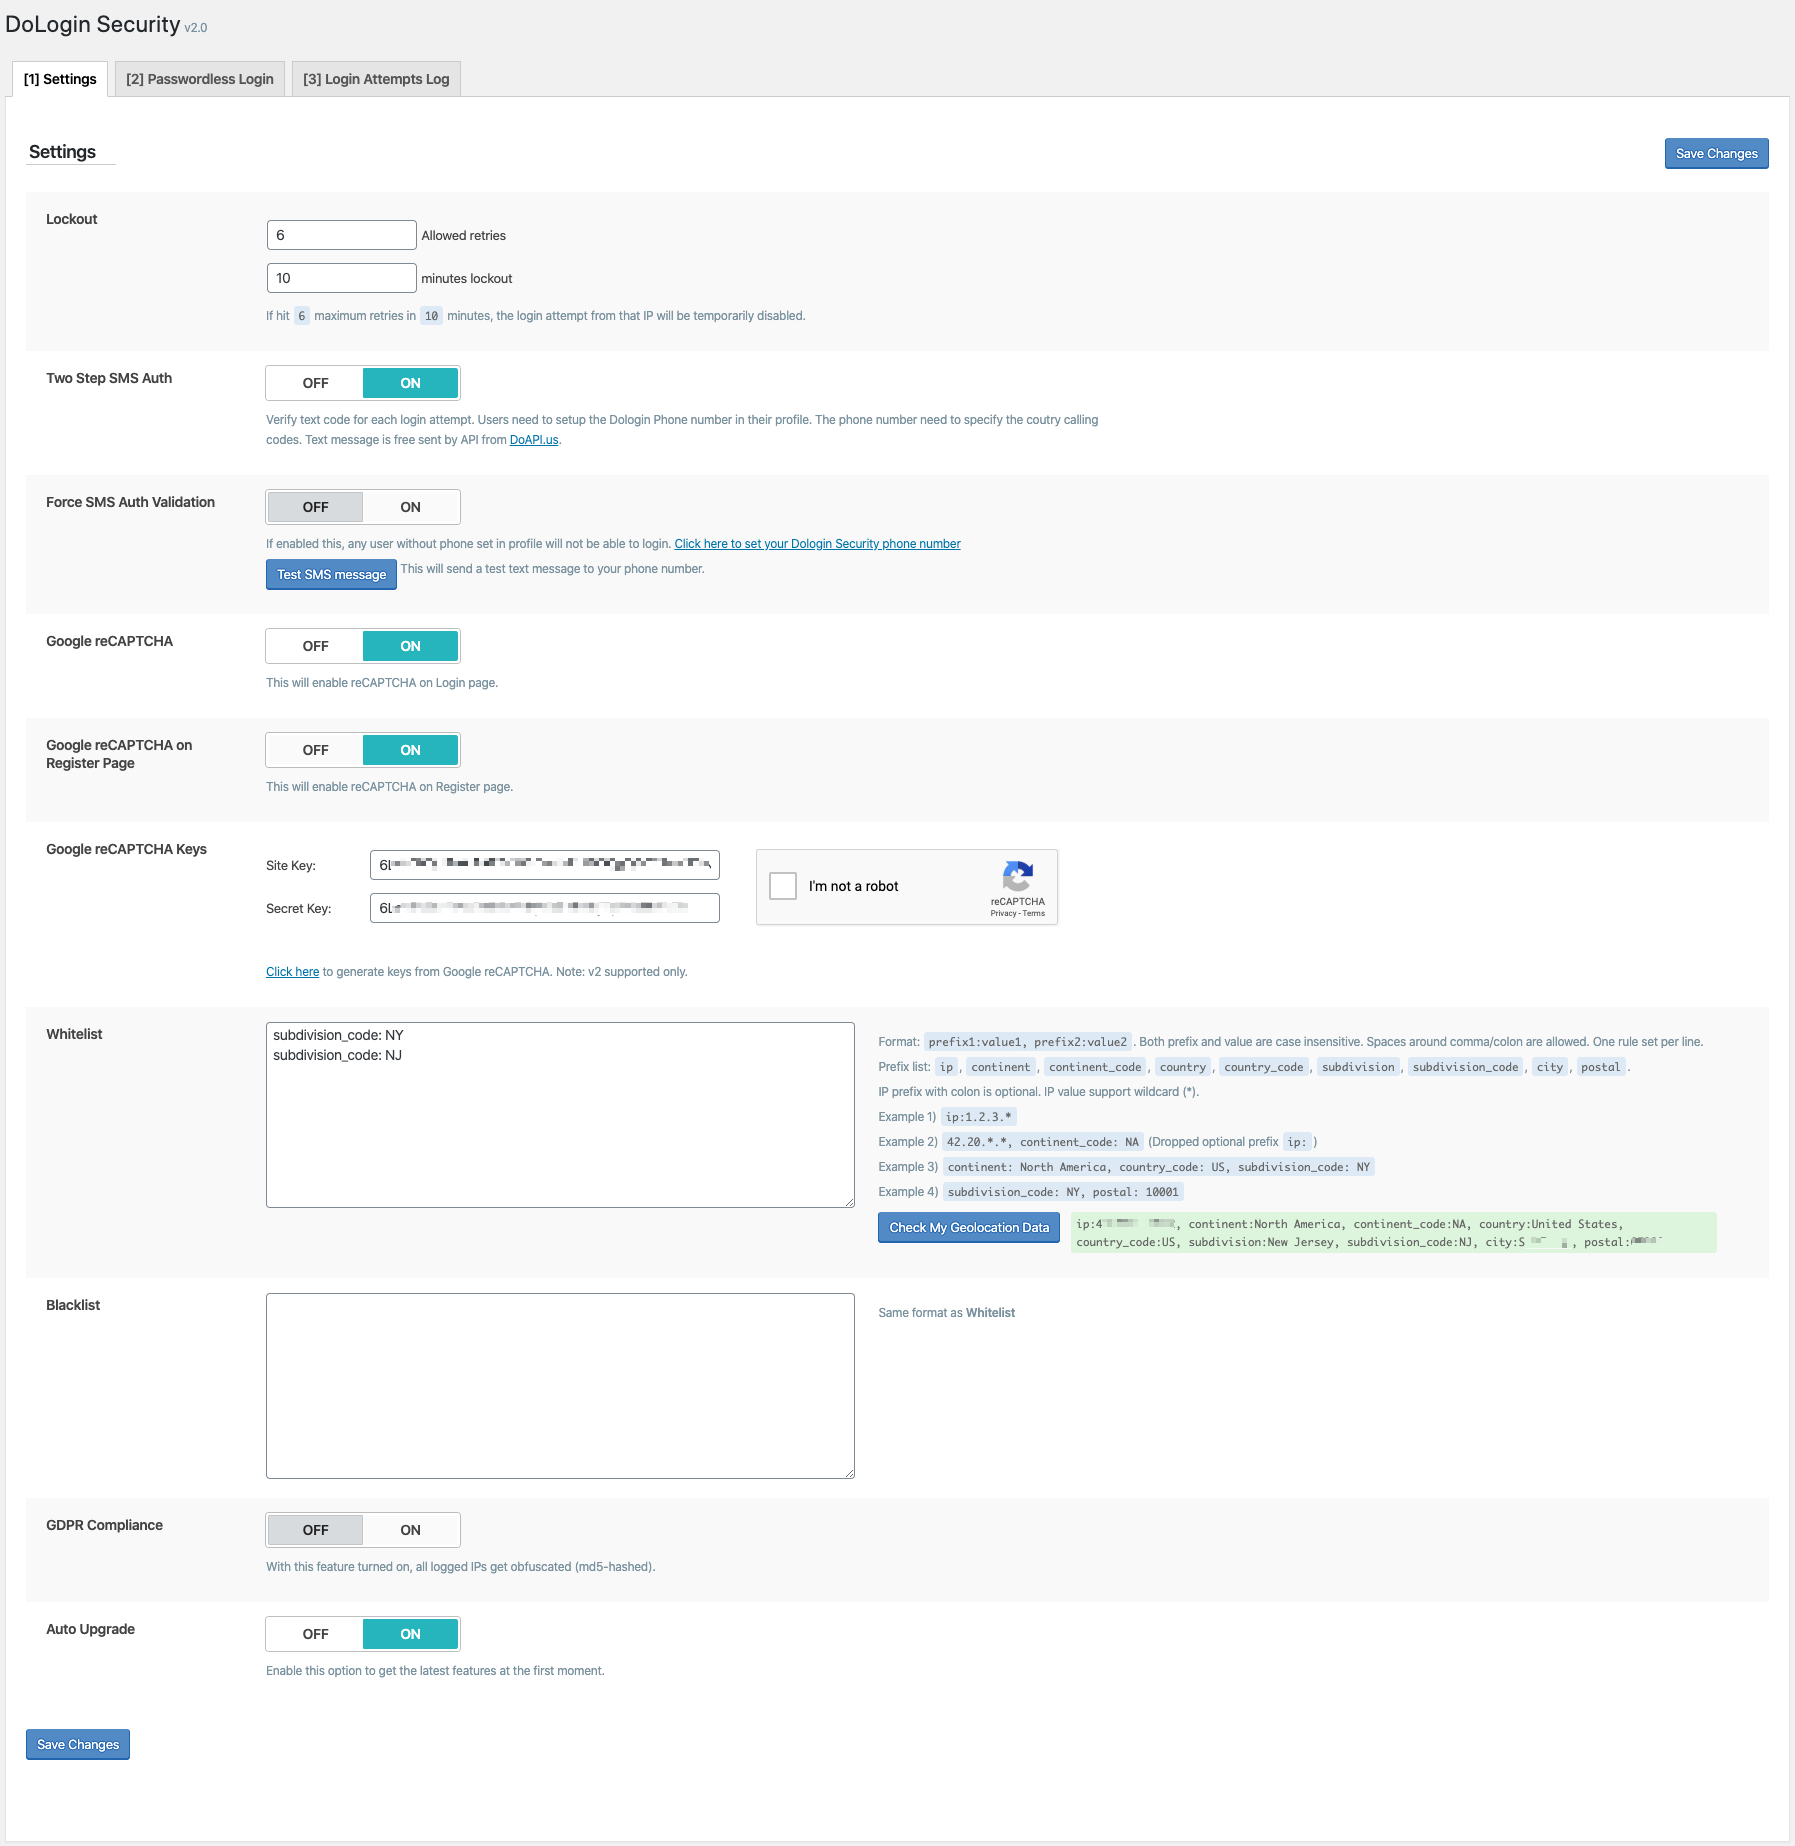 DoLogin Security v2.0
[1] Settings
[2] Passwordless Login
[3] Login Attempts Log
Settings
Save Changes
Lockout
6 Allowed retries
10 minutes lockout
If hit 6 maximum retries in 10 minutes, the login attempt from that IP will be temporarily disabled.
Two Step SMS Auth
OFF ON
Verify text code for each login attempt. Users need to setup the Dologin Phone number in their profile. The phone number need to specify the coutry calling
codes. Text message is free sent by API from DoAPI.us.
Force SMS Auth Validation
OFF ON
If enabled this, any user without phone set in profile will not be able to login. Click here to set your Dologin Security phone number
Test SMS message This will send a test text message to your phone number.
Google reCAPTCHA
OFF ON
This will enable reCAPTCHA on Login page.
Google reCAPTCHA on
Register Page
OFF ON
This will enable reCAPTCHA on Register page.
Google reCAPTCHA Keys
Site Key:
Secret Key:
I'm not a robot
reCAPTCHA
Privacy - Terms
Click here to generate keys from Google reCAPTCHA. Note: v2 supported only.
Whitelist
subdivision_code: NY
subdivision_code: NJ
Format: prefix1:value1, prefix2:value2 . Both prefix and value are case insensitive. Spaces around comma/colon are allowed. One rule set per line.
Prefix list: ip , continent , continent_code , country , country_code , subdivision , subdivision_code , city , postal .
IP prefix with colon is optional. IP value support wildcard (*).
Example 1) ip:1.2.3.*
Example 2) 42.20.*.*, continent_code: NA (Dropped optional prefix ip: )
Example 3) continent: North America, country_code: US, subdivision_code: NY
Example 4) subdivision_code: NY, postal: 10001
Check My Geolocation Data
ip:4 , continent:North America, continent_code:NA, country:United States,
country_code:US, subdivision:New Jersey, subdivision_code:NJ, city:S , postal:
Blacklist
Same format as Whitelist
GDPR Compliance
OFF ON
With this feature turned on, all logged IPs get obfuscated (md5-hashed).
Auto Upgrade
OFF ON
Enable this option to get the latest features at the first moment.
Save Changes